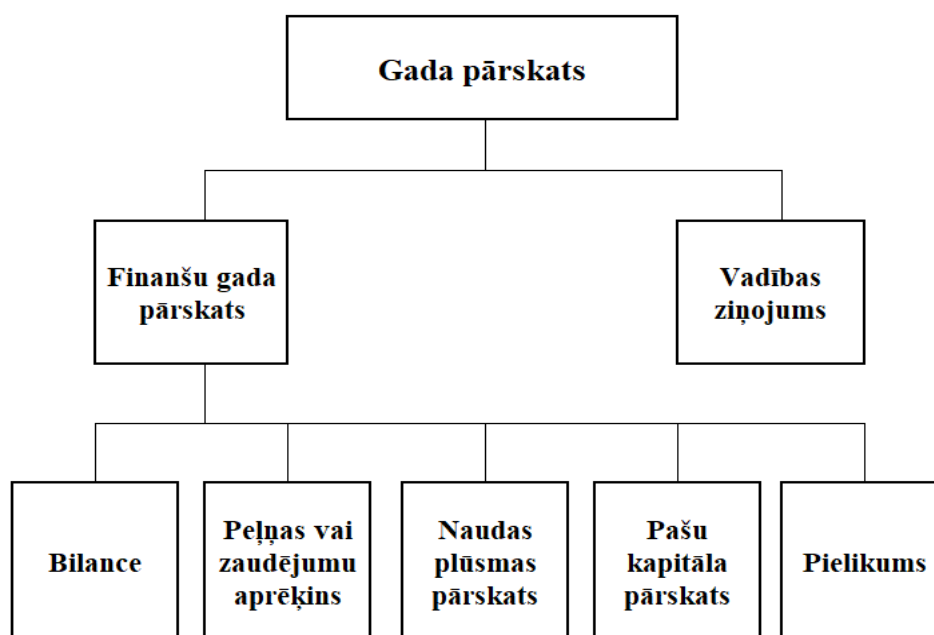 Gada pārskats
Finanšu gada
pārskats
Vadības
ziņojums
Bilance
Peļņas vai
zaudējumu
aprēķins
Naudas
plūsmas
pārskats
Pašu
kapitāla
pārskats
Pielikums